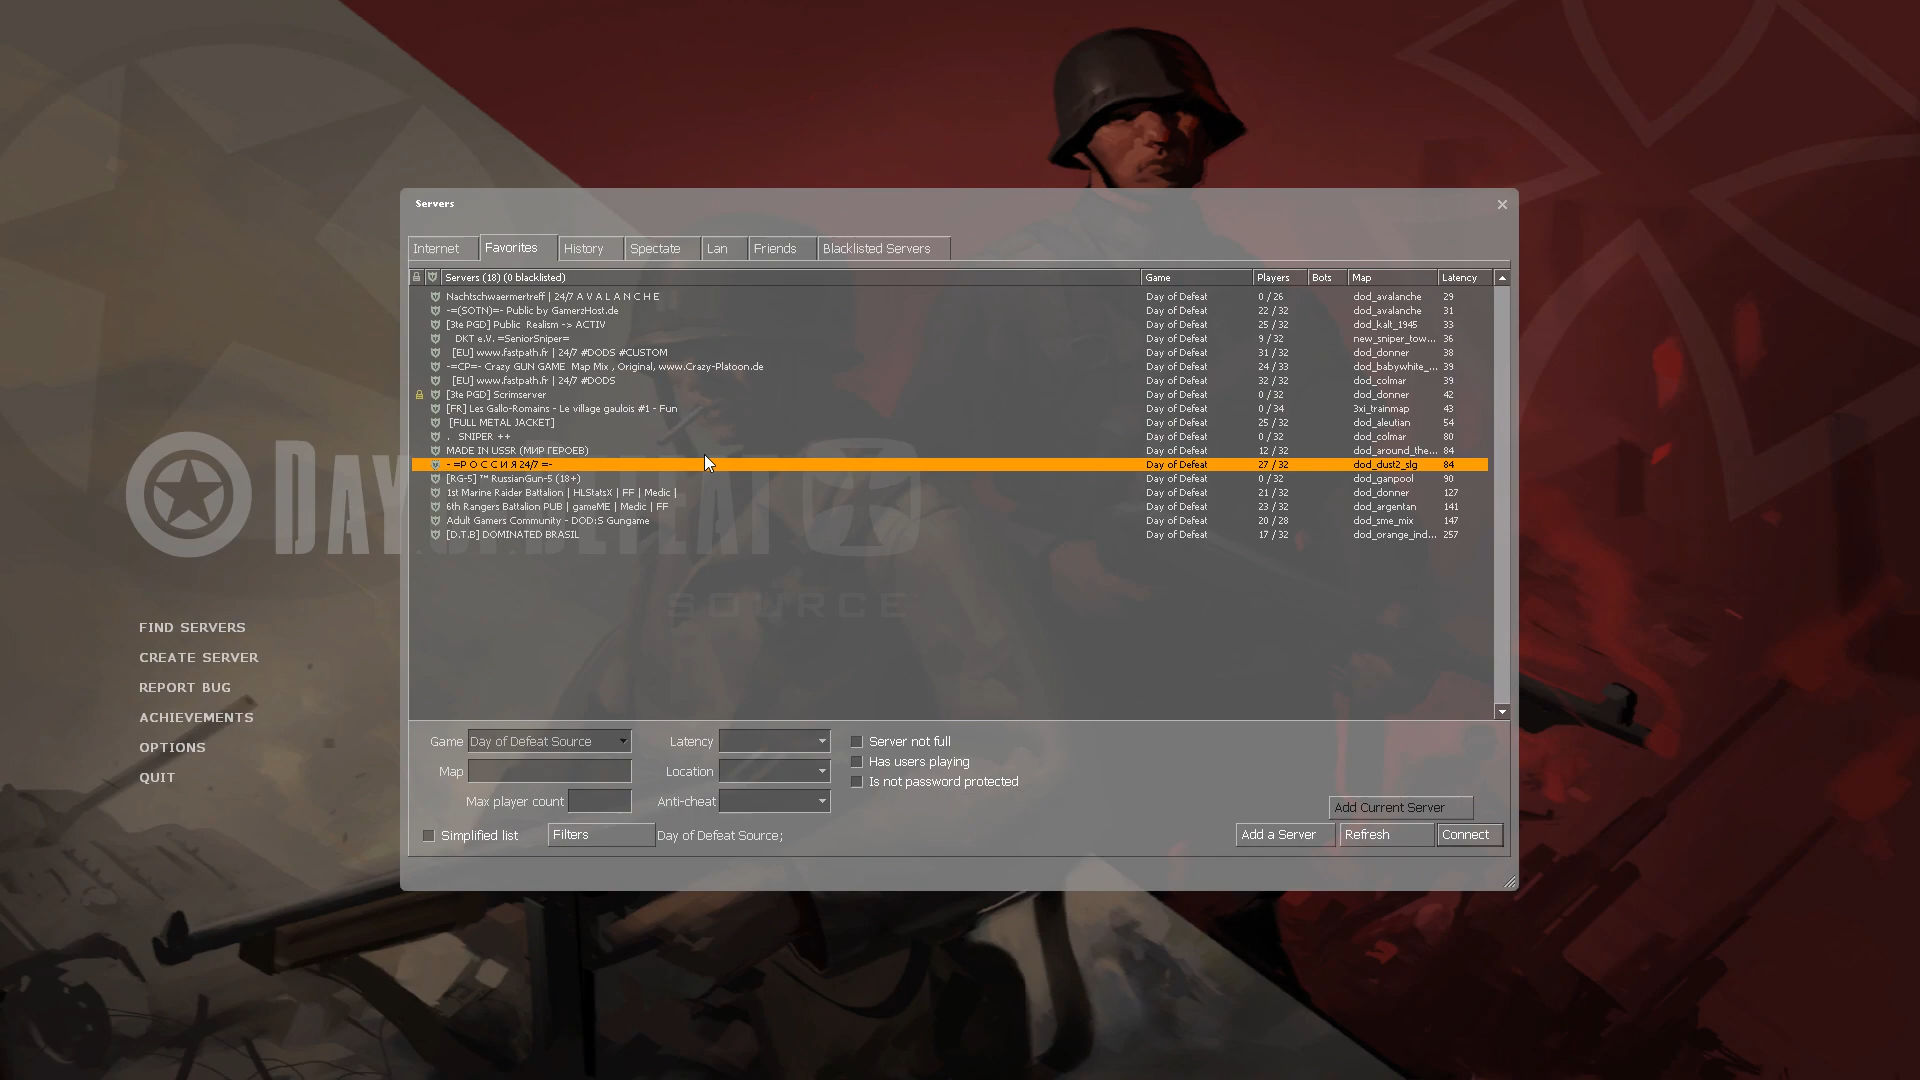 Servers
Internet Favorites History Spectate Lan Friends Blacklisted Servers
Servers (18) (0 blacklisted) Game Players Bots Map Latency
Nachtschwaermertreff | 24/7 A V A L A N C H E Day of Defeat 0 / 26 dod_avalanche 29
-=(SOTN)=- Public by GamerzHost.de Day of Defeat 22 / 32 dod_avalanche 31
[3te PGD] Public Realism -> ACTIV Day of Defeat 25 / 32 dod_kalt_1945 33
DKT e.V. =SeniorSniper= Day of Defeat 9 / 32 new_sniper_tow... 36
[EU] www.fastpath.fr | 24/7 #DODS #CUSTOM Day of Defeat 31 / 32 dod_donner 38
-=CP=- Crazy GUN GAME Map Mix , Original, www.Crazy-Platoon.de Day of Defeat 24 / 33 dod_babywhite_... 39
[EU] www.fastpath.fr | 24/7 #DODS Day of Defeat 32 / 32 dod_colmar 39
[3te PGD] Scrimserver Day of Defeat 0 / 32 dod_donner 42
[FR] Les Gallo-Romains - Le village gaulois #1 - Fun Day of Defeat 0 / 34 3xi_trainmap 43
[FULL METAL JACKET] Day of Defeat 25 / 32 dod_aleutian 54
. SNIPER ++ Day of Defeat 0 / 32 dod_colmar 80
MADE IN USSR (МИР ГЕРОЕВ) Day of Defeat 12 / 32 dod_around_the... 84
- =Р О С С И Я 24/7 =- Day of Defeat 27 / 32 dod_dust2_slg 84
[RG-5] ™ RussianGun-5 (18+) Day of Defeat 0 / 32 dod_ganpool 90
1st Marine Raider Battalion | HLStatsX | FF | Medic | Day of Defeat 21 / 32 dod_donner 127
6th Rangers Battalion PUB | gameME | Medic | FF Day of Defeat 23 / 32 dod_argentan 141
Adult Gamers Community - DOD:S Gungame Day of Defeat 20 / 28 dod_sme_mix 147
[D.T.B] DOMINATED BRASIL Day of Defeat 17 / 32 dod_orange_ind... 257
DAY OF DEFEAT
SOURCE
FIND SERVERS
CREATE SERVER
REPORT BUG
ACHIEVEMENTS
OPTIONS
QUIT
Game Day of Defeat Source Latency Server not full
Has users playing
Map Location Is not password protected
Max player count Anti-cheat
Add Current Server
Simplified list Filters Day of Defeat Source; Add a Server Refresh Connect